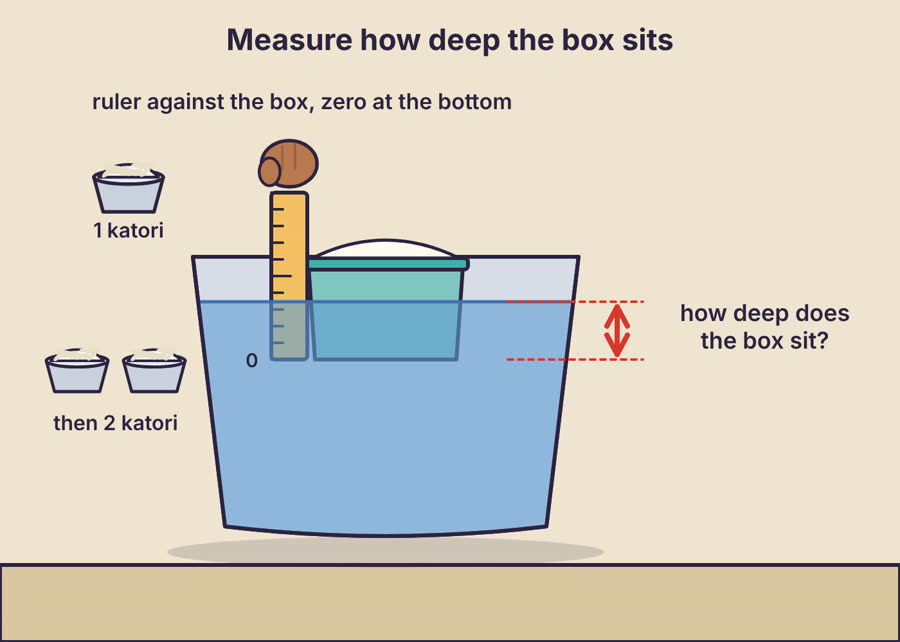 Measure how deep the box sits
ruler against the box, zero at the bottom
1 katori
how deep does
the box sit?
0
then 2 katori